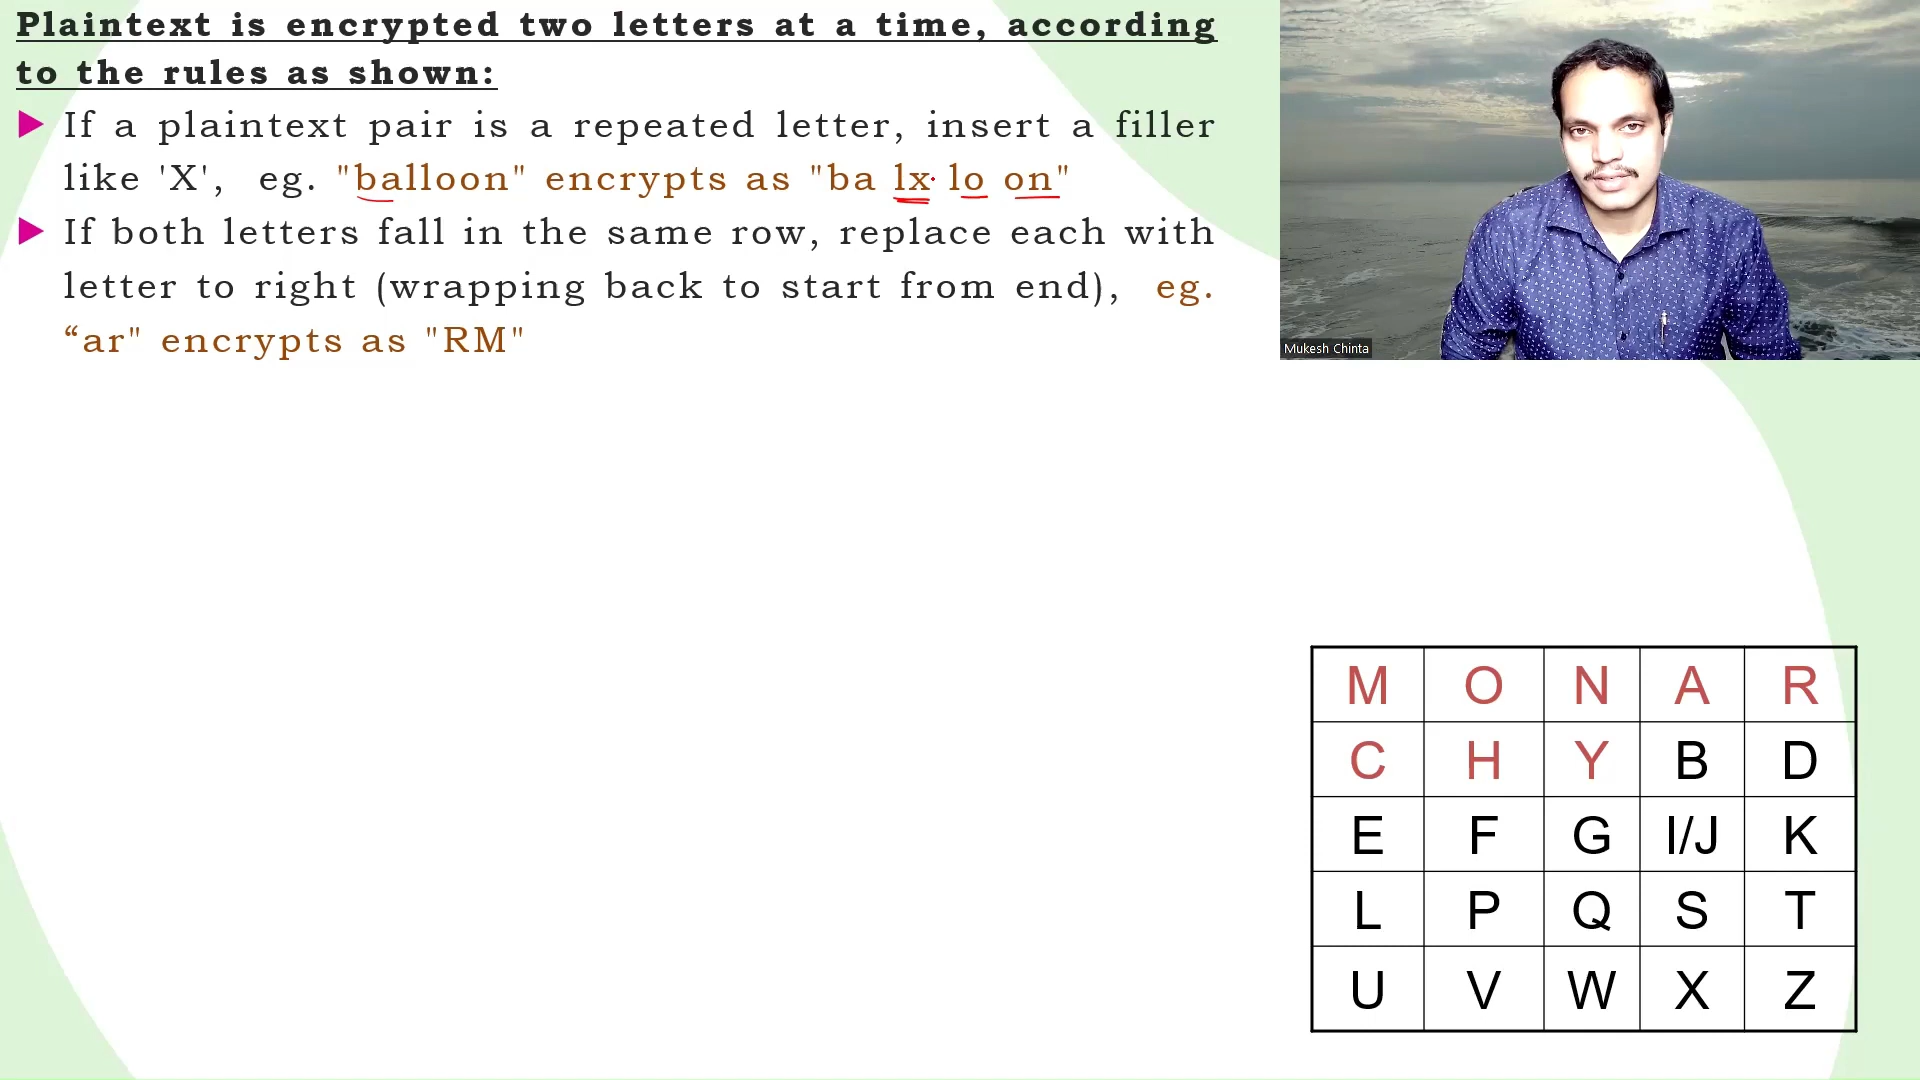 Plaintext is encrypted two letters at a time, according
to the rules as shown:
If a plaintext pair is a repeated letter, insert a filler
like 'X', eg. "balloon" encrypts as "ba lx lo on"
If both letters fall in the same row, replace each with
letter to right (wrapping back to start from end), eg.
“ar" encrypts as "RM"
Mukesh Chinta
M O N A R
C H Y B D
E F G I/J K
L P Q S T
U V W X Z